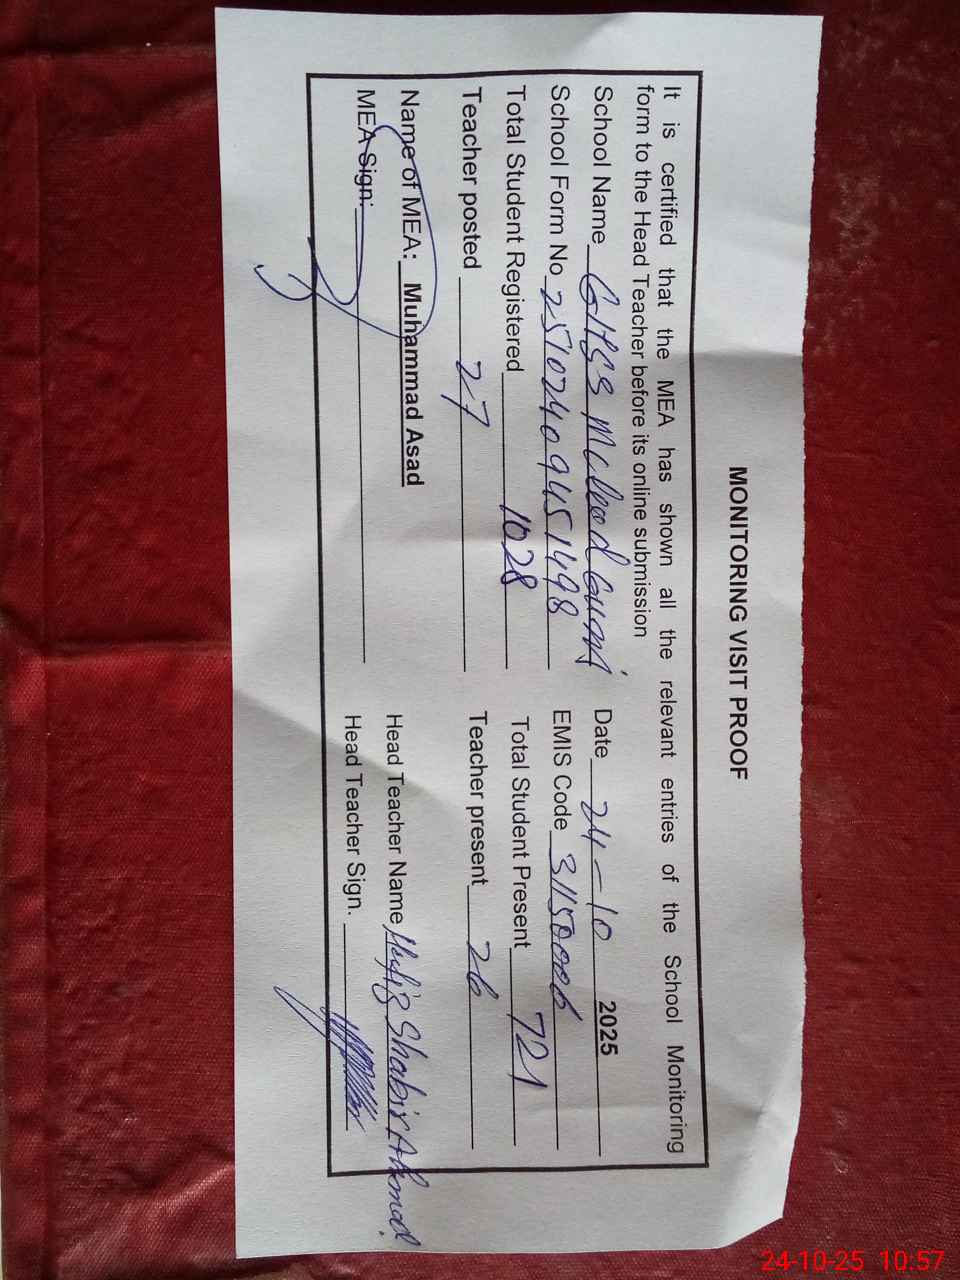 MONITORING VISIT PROOF
It is certified that the MEA has shown all the relevant entries of the School Monitoring
form to the Head Teacher before its online submission
School Name GHSS Mcleod Gunj Date 24-10 2025
School Form No 25102409451498 EMIS Code 31150006
Total Student Registered 1028 Total Student Present 721
Teacher posted 27 Teacher present 26
Name of MEA: Muhammad Asad Head Teacher Name Hafiz Shabir Ahmad
MEA Sign: Head Teacher Sign.
24-10-25 10:57